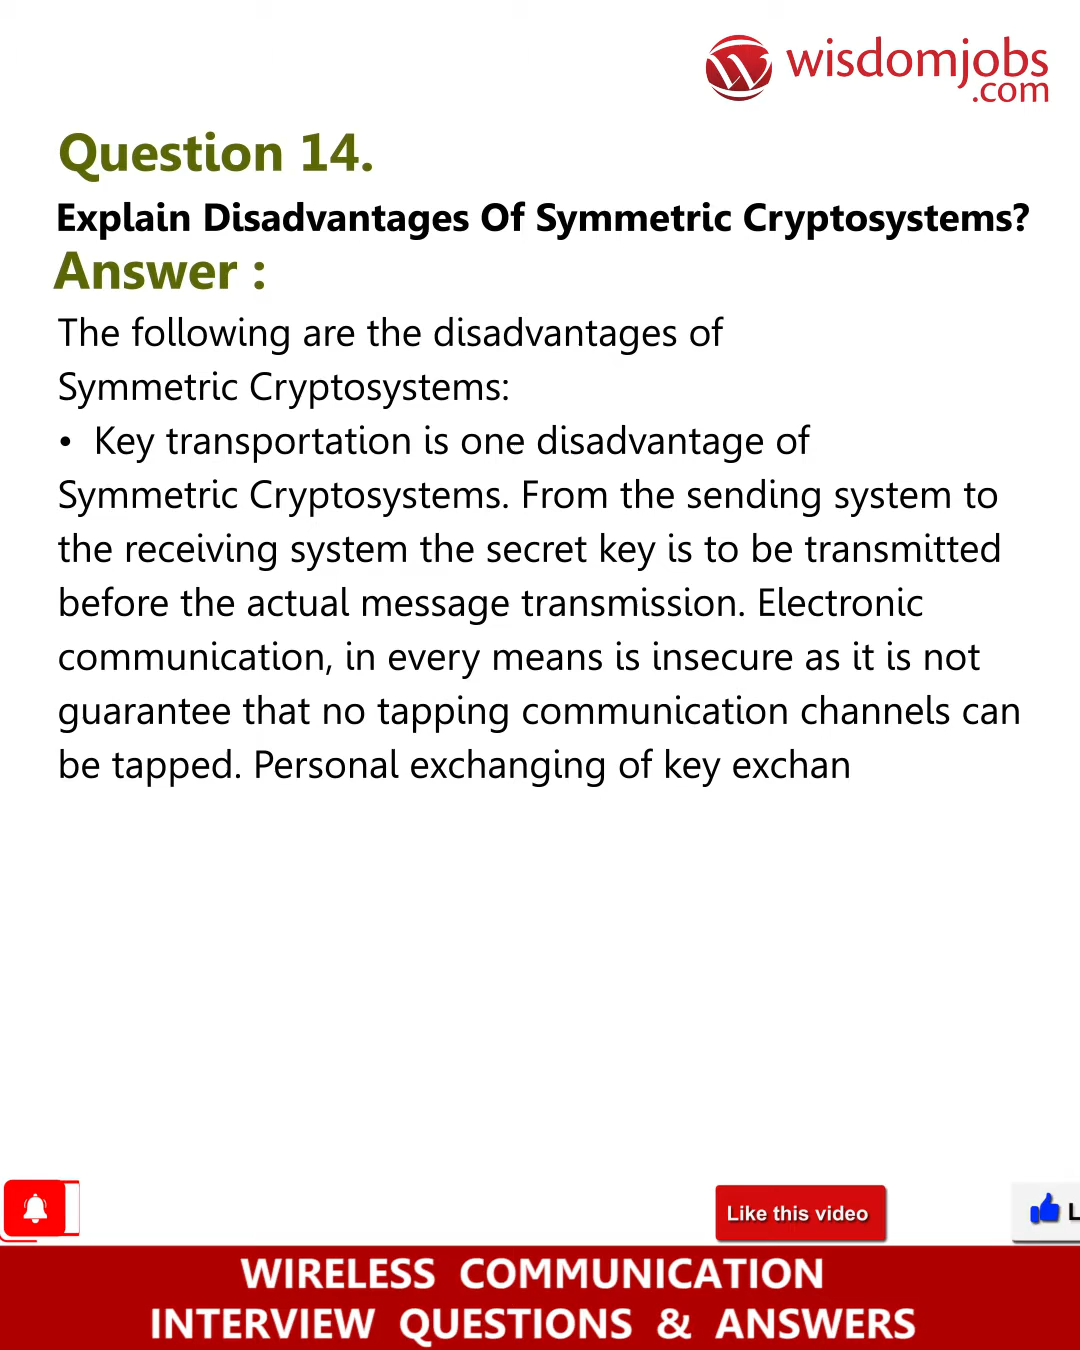 wisdomjobs
.com
Question 14.
Explain Disadvantages Of Symmetric Cryptosystems?
Answer :
The following are the disadvantages of
Symmetric Cryptosystems:
• Key transportation is one disadvantage of
Symmetric Cryptosystems. From the sending system to
the receiving system the secret key is to be transmitted
before the actual message transmission. Electronic
communication, in every means is insecure as it is not
guarantee that no tapping communication channels can
be tapped. Personal exchanging of key exchan
Like this video
L
WIRELESS COMMUNICATION
INTERVIEW QUESTIONS & ANSWERS